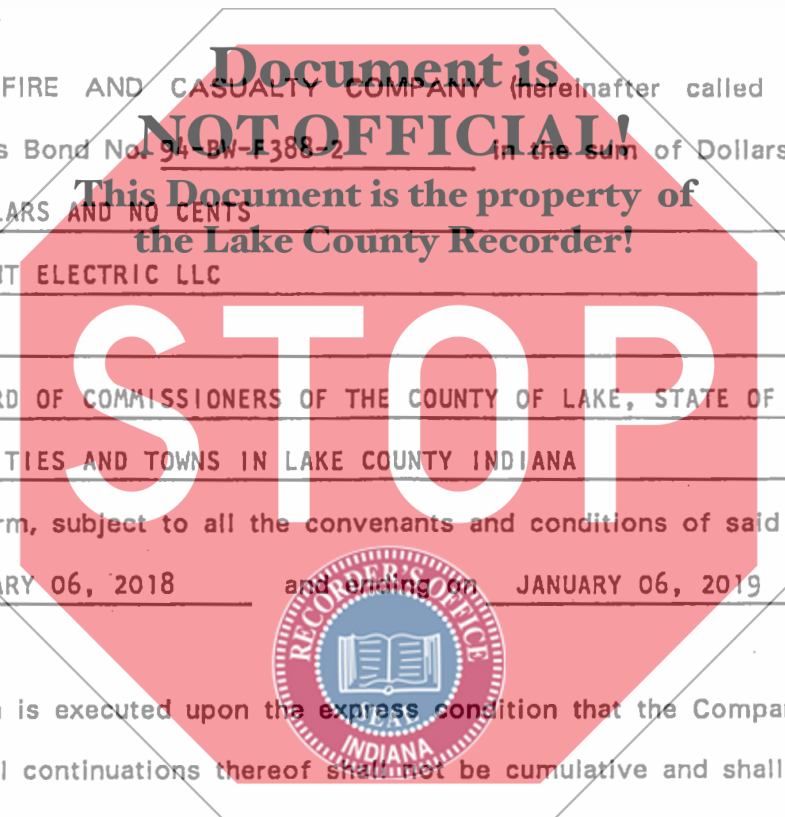 Document is
FIRE AND CASUALTY COMPANY (hereinafter called
NOT OFFICIAL!
s Bond No. 94-BW-F388-2 in the sum of Dollars
This Document is the property of
LARS AND NO CENTS
the Lake County Recorder!
NT ELECTRIC LLC
STOP
RD OF COMMISSIONERS OF THE COUNTY OF LAKE, STATE OF
TIES AND TOWNS IN LAKE COUNTY INDIANA
rm, subject to all the convenants and conditions of said
ARY 06, 2018 and ending on JANUARY 06, 2019
RECORDER'S OFFICE
SEAL
INDIANA
is executed upon the express condition that the Compa
l continuations thereof shall not be cumulative and shall